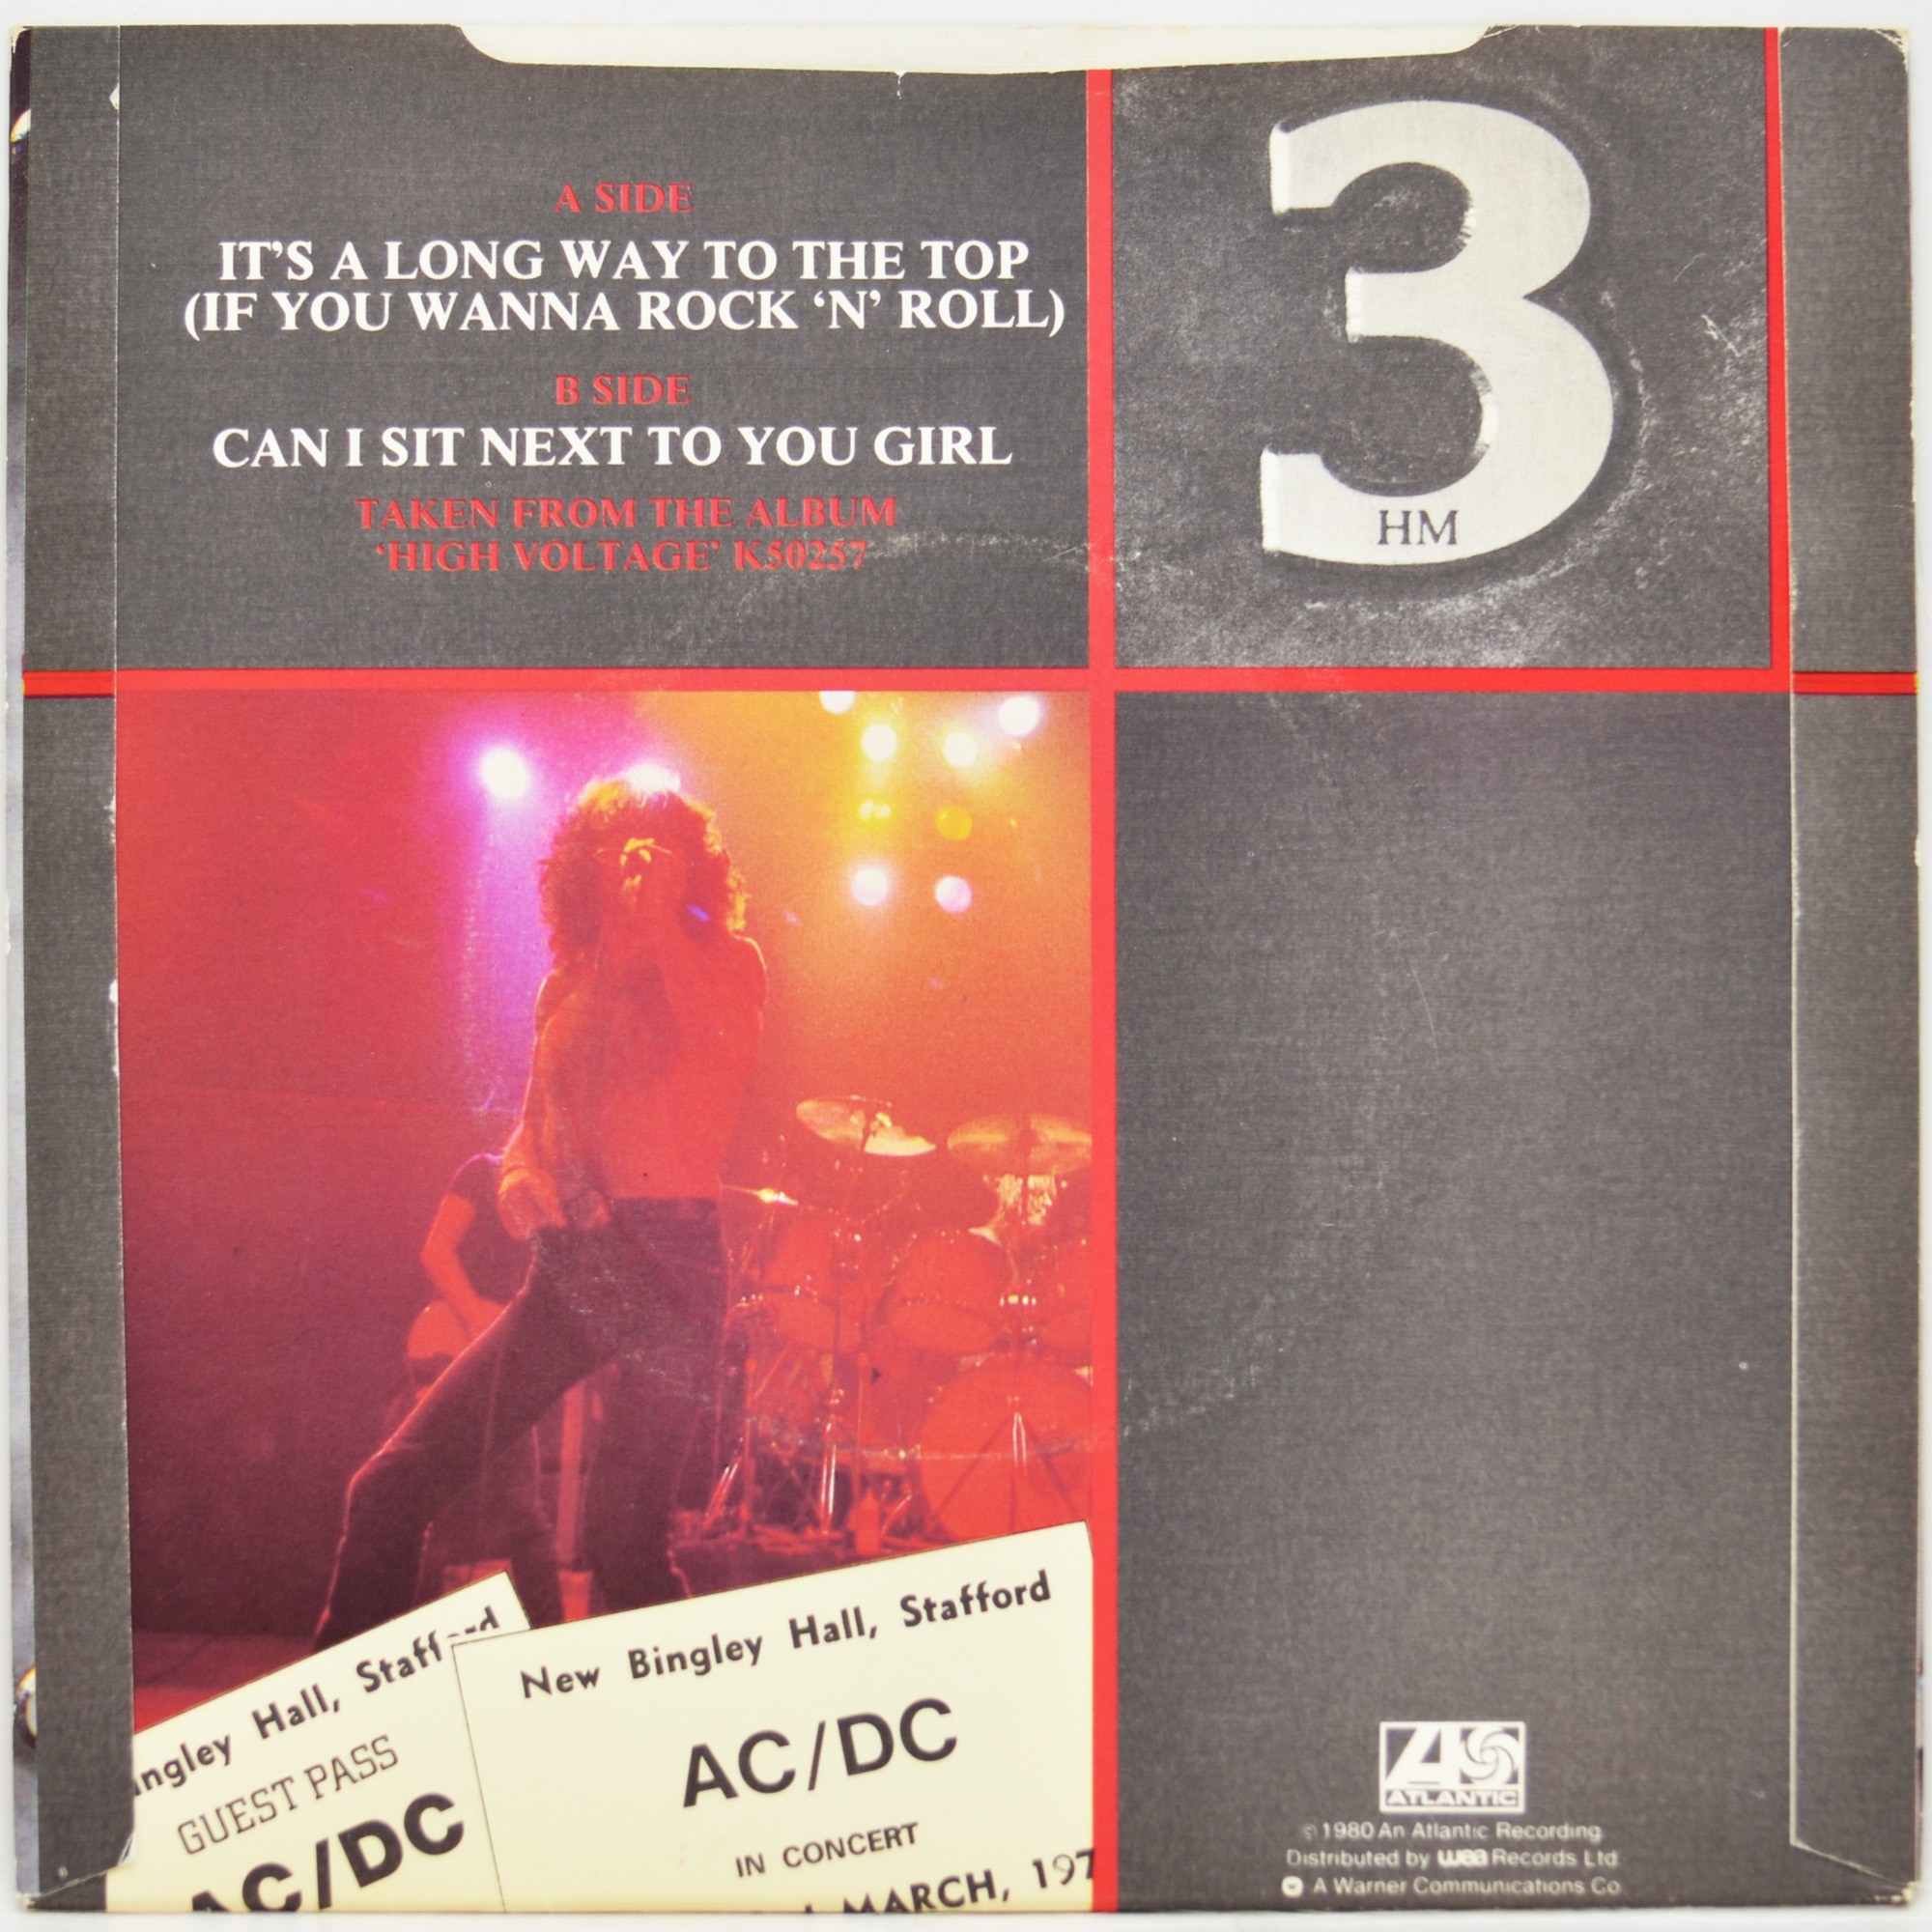 A SIDE
IT'S A LONG WAY TO THE TOP
(IF YOU WANNA ROCK 'N' ROLL)
B SIDE
CAN I SIT NEXT TO YOU GIRL
TAKEN FROM THE ALBUM
'HIGH VOLTAGE' K50257
3
HM
ingley Hall, Stafford
GUEST PASS
AC/DC
New Bingley Hall, Stafford
AC/DC
IN CONCERT
MARCH, 197
ATLANTIC
© 1980 An Atlantic Recording
Distributed by wea Records Ltd
A Warner Communications Co